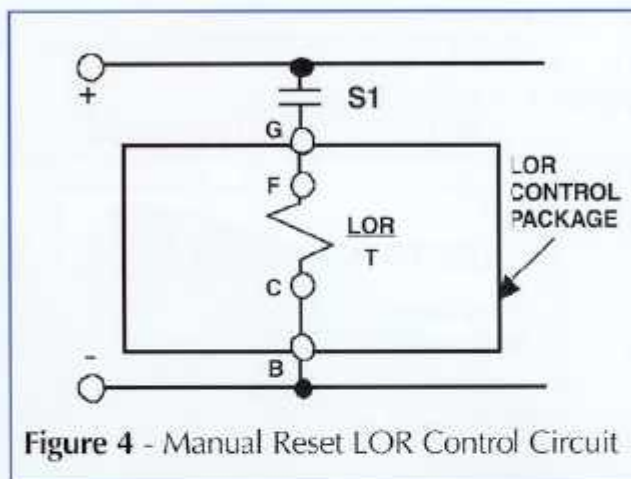 +
S1
G
LOR
CONTROL
PACKAGE
F
LOR
T
C
-
B
Figure 4 - Manual Reset LOR Control Circuit